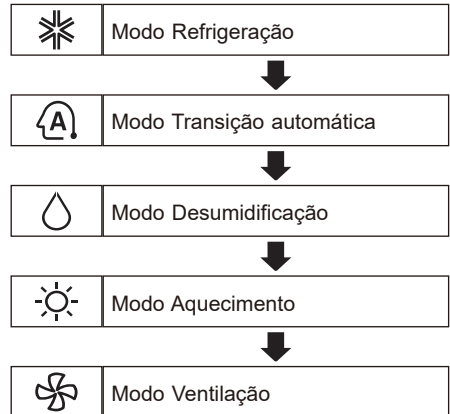 Modo Refrigeração
A
Modo Transição automática
Modo Desumidificação
Modo Aquecimento
Modo Ventilação